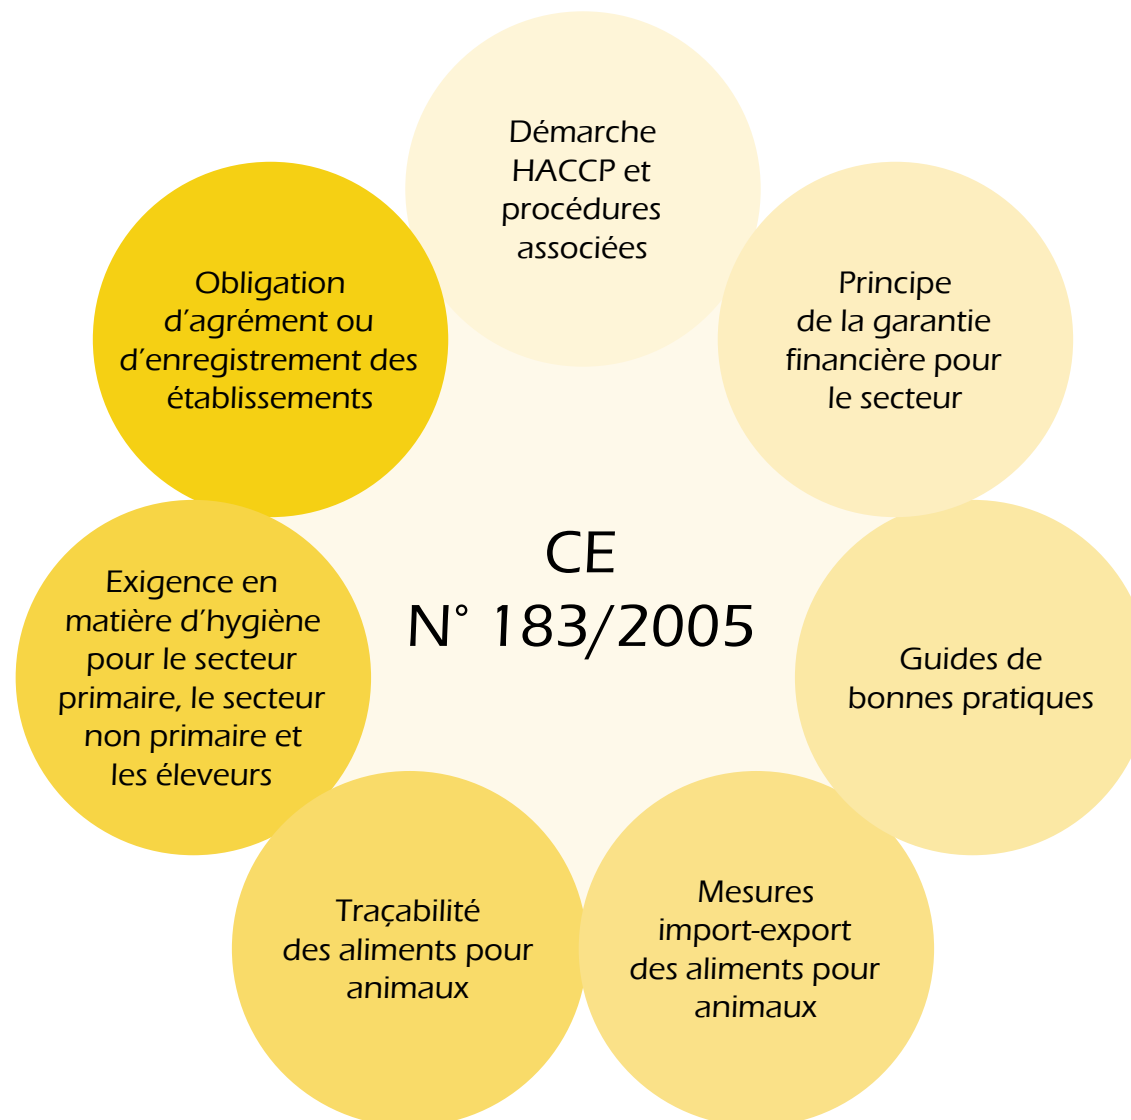 Démarche
HACCP et
procédures
associées
Principe
de la garantie
financière pour
le secteur
Guides de
bonnes pratiques
Mesures
import-export
des aliments pour
animaux
Traçabilité
des aliments pour
animaux
Exigence en
matière d’hygiène
pour le secteur
primaire, le secteur
non primaire et
les éleveurs
Obligation
d’agrément ou
d’enregistrement des
établissements
CE
N° 183/2005